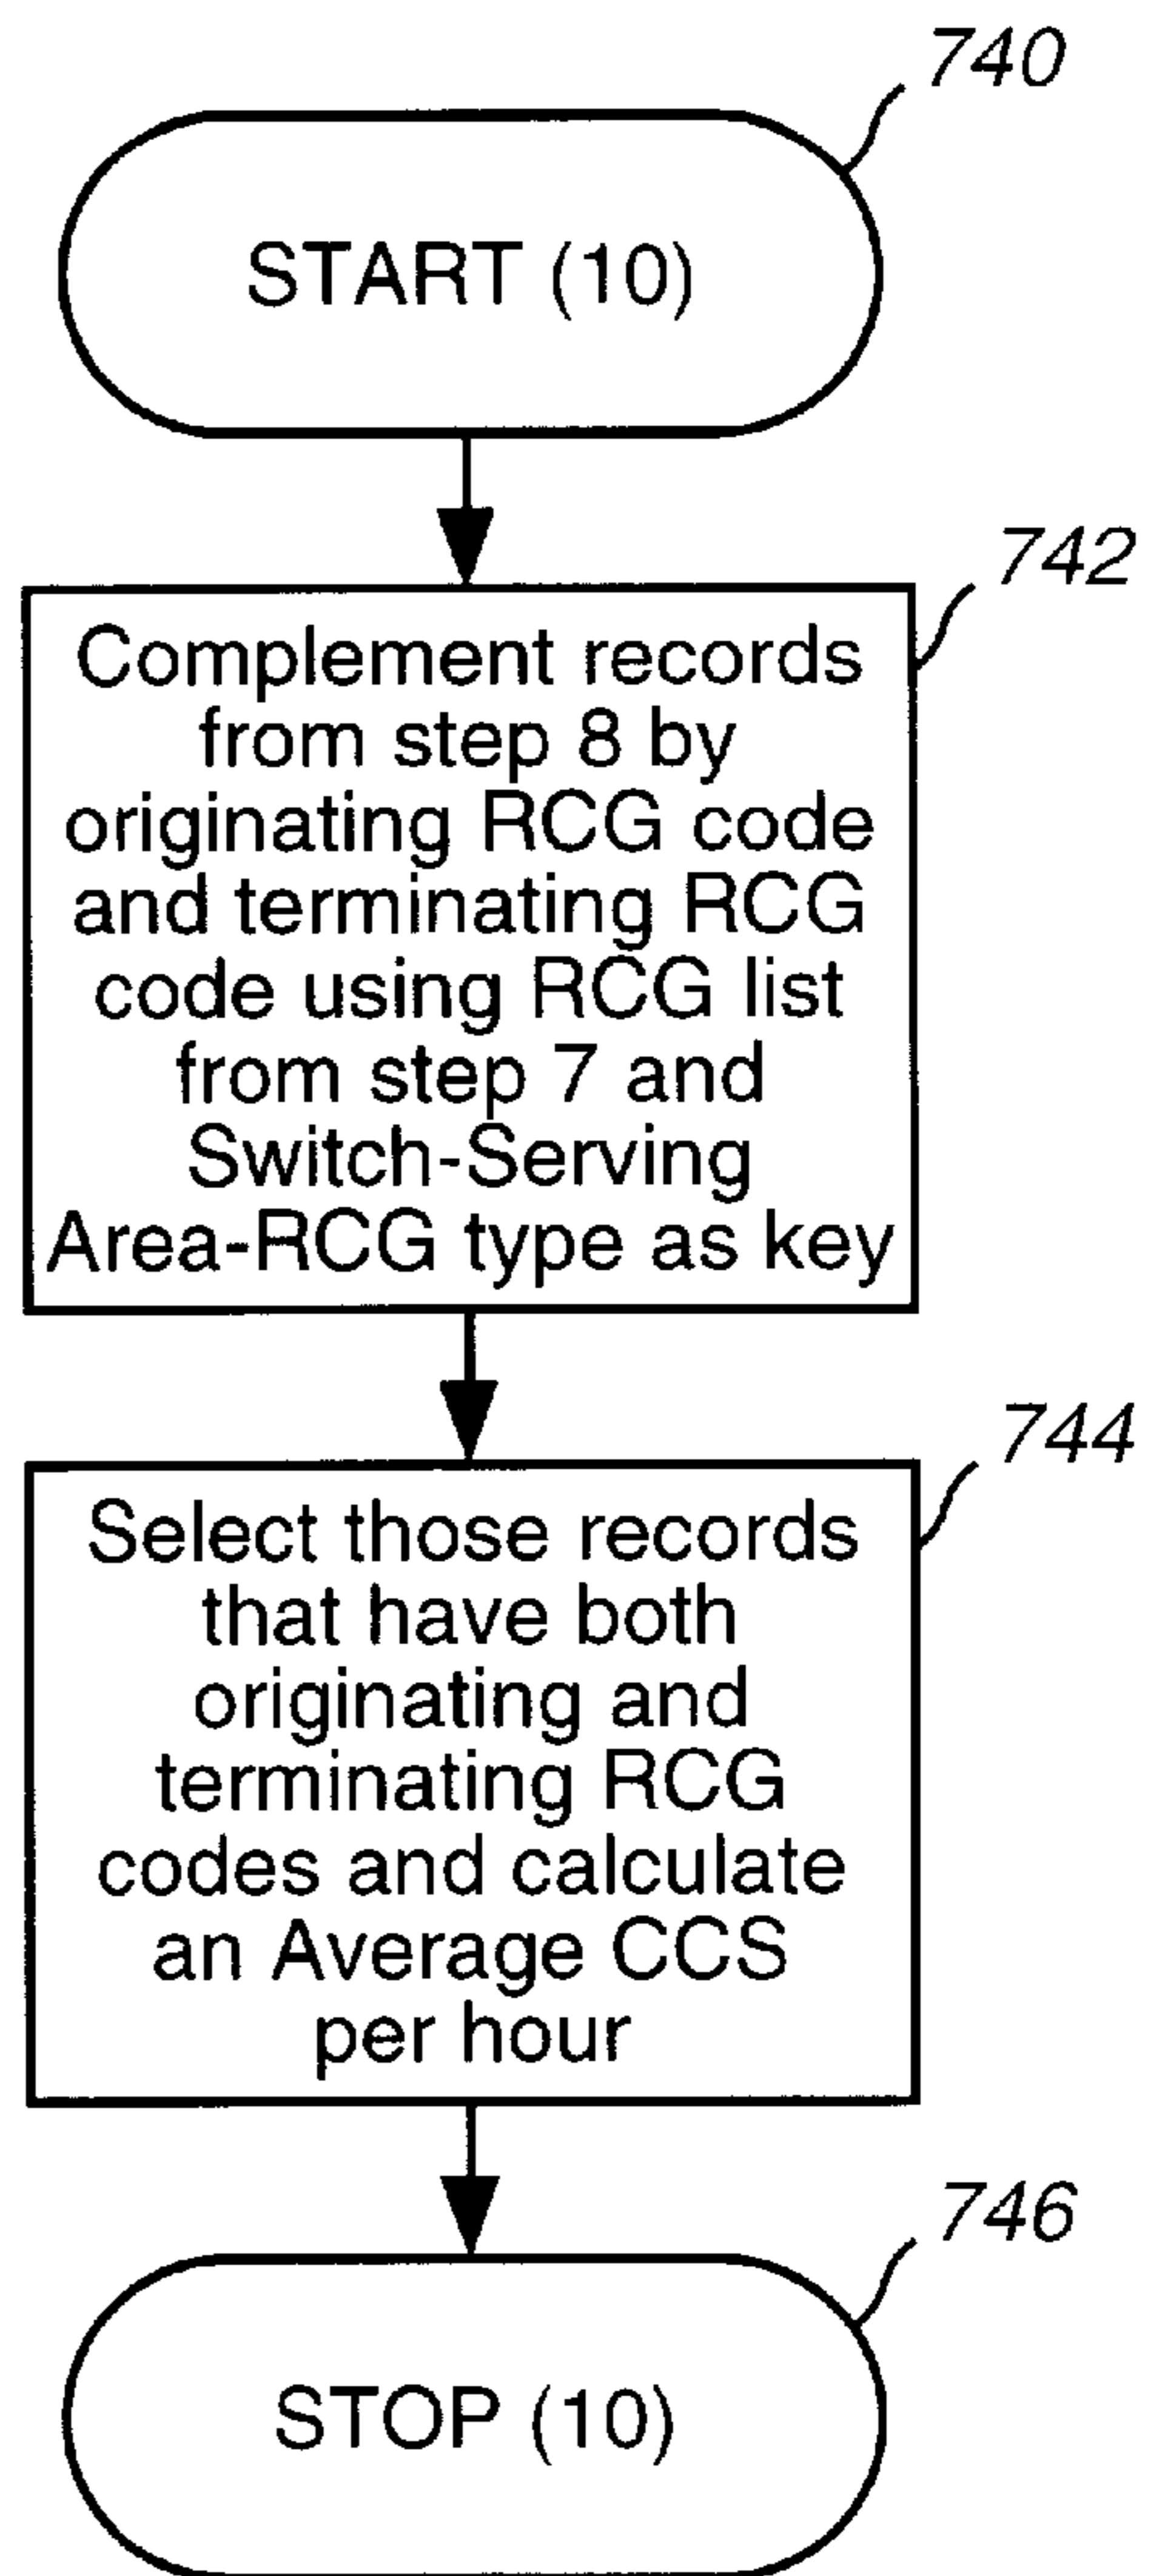 740
START (10)
742
Complement records
from step 8 by
originating RCG code
and terminating RCG
code using RCG list
from step 7 and
Switch-Serving
Area-RCG type as key
744
Select those records
that have both
originating and
terminating RCG
codes and calculate
an Average CCS
per hour
746
STOP (10)